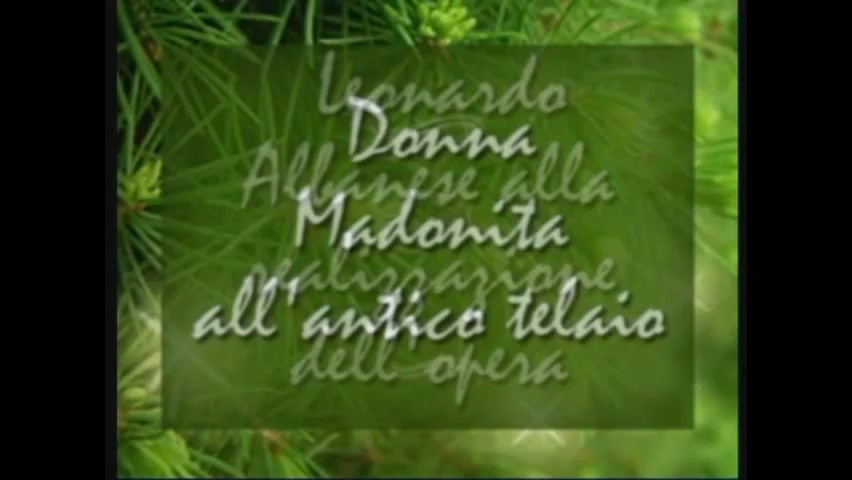 Leonardo
Donna
Albanese alla
Madonita
realizzazione
all'antico telaio
dell'opera